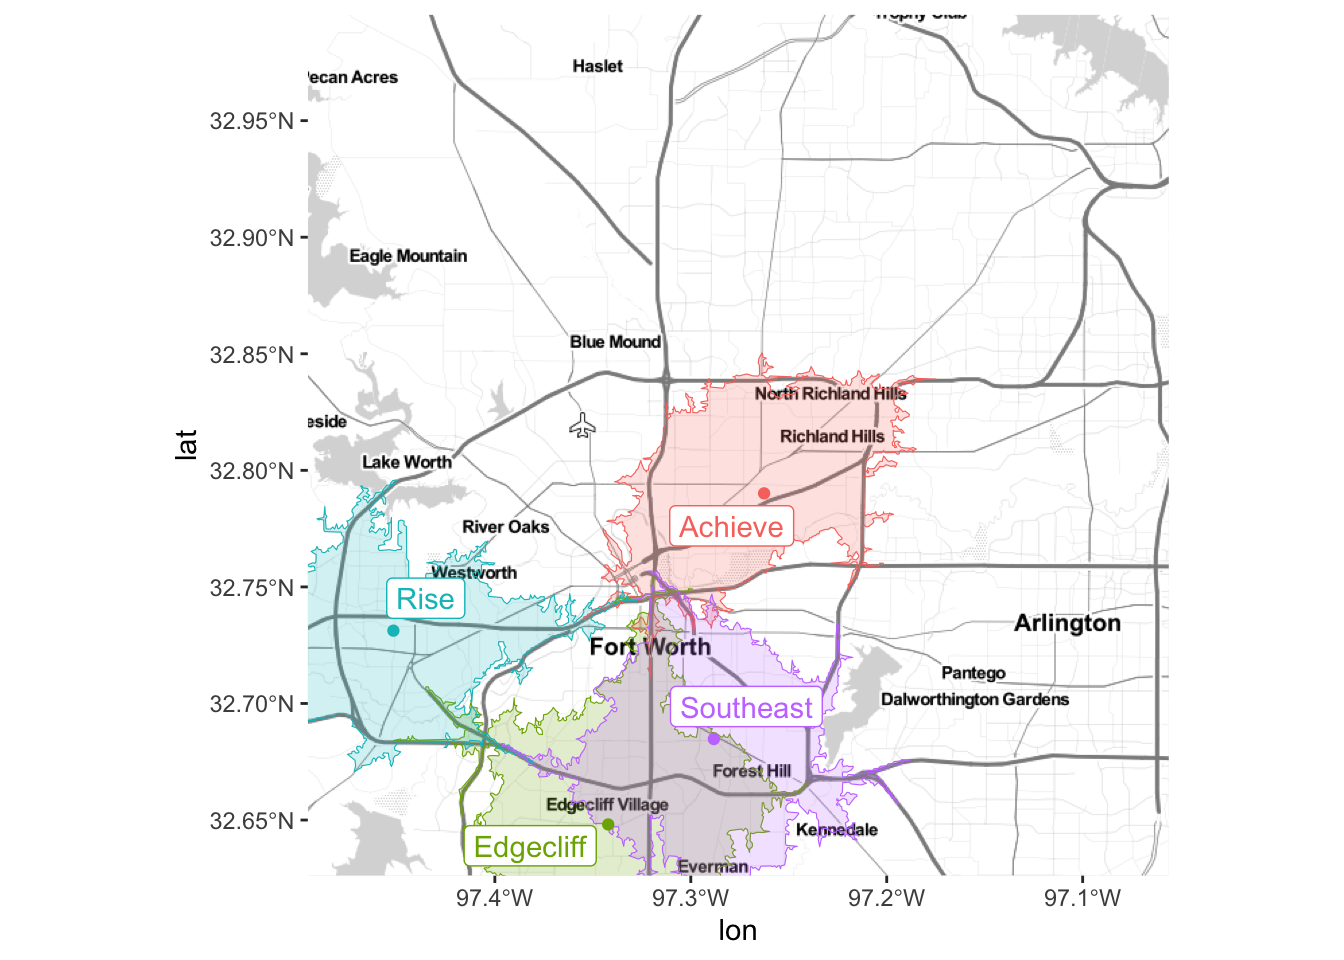 Trophy Club
Haslet
Pecan Acres
32.95°N
32.90°N
Eagle Mountain
Blue Mound
32.85°N
North Richland Hills
eside
Richland Hills
lat
Lake Worth
32.80°N
River Oaks
Achieve
Westworth
32.75°N
Rise
Arlington
Fort Worth
Pantego
32.70°N
Southeast
Dalworthington Gardens
Forest Hill
Edgecliff Village
32.65°N
Kennedale
Edgecliff
Everman
97.4°W
97.3°W
97.2°W
97.1°W
lon